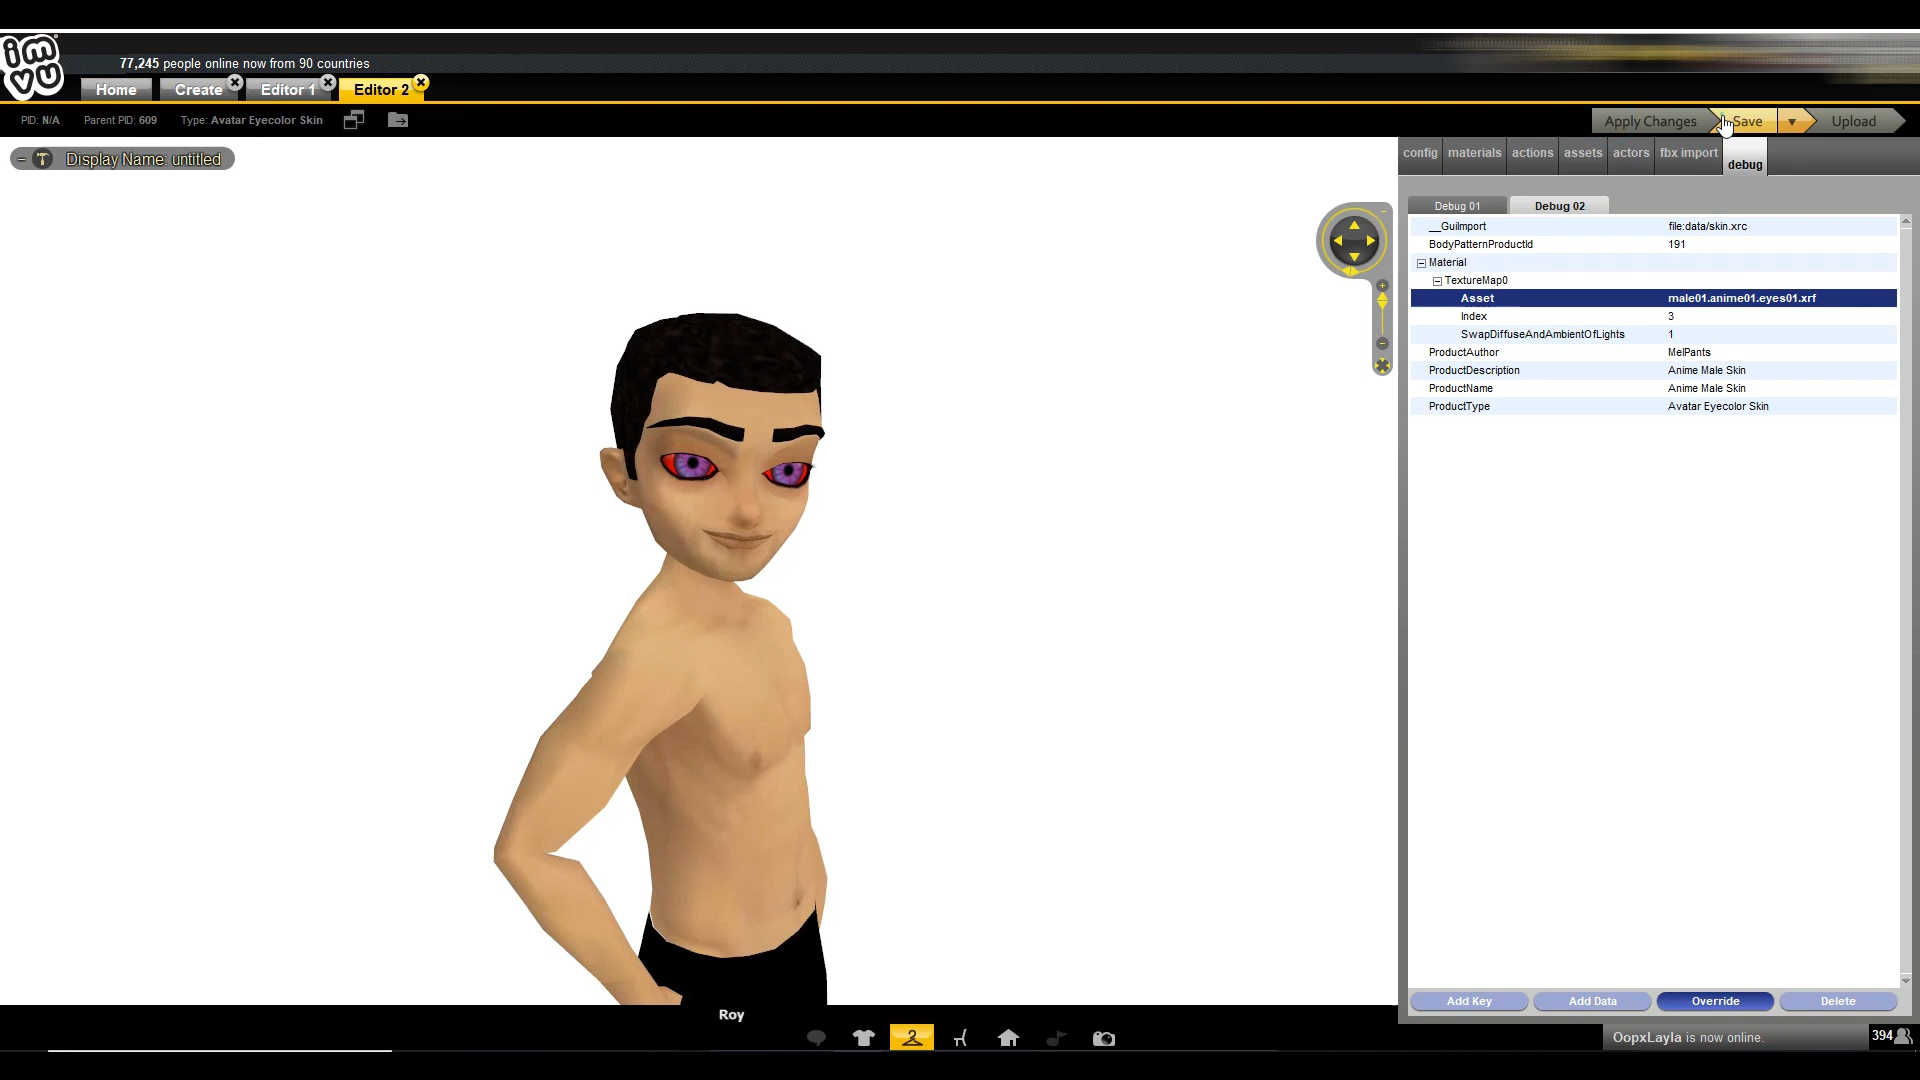 imvu
77,245 people online now from 90 countries
Home
Create
Editor 1
Editor 2
PID: N/A
Parent PID: 609
Type: Avatar Eyecolor Skin
Apply Changes
Save
Upload
Display Name: untitled
config
materials
actions
assets
actors
fbx import
debug
Debug 01
Debug 02
__GuiImport file:data/skin.xrc
BodyPatternProductId 191
Material
TextureMap0
Asset male01.anime01.eyes01.xrf
Index 3
SwapDiffuseAndAmbientOfLights 1
ProductAuthor MelPants
ProductDescription Anime Male Skin
ProductName Anime Male Skin
ProductType Avatar Eyecolor Skin
Add Key
Add Data
Override
Delete
Roy
OopxLayla is now online.
394